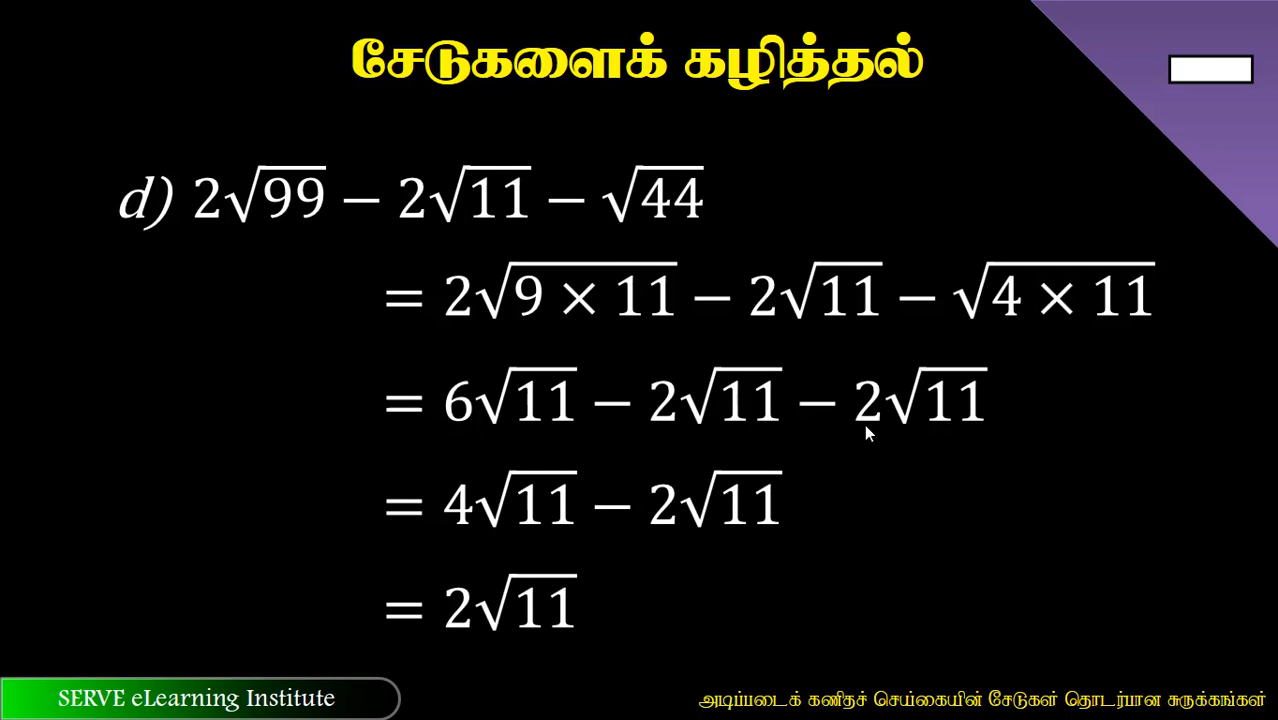 சேடுகளைக் கழித்தல்
d) 2√99 − 2√11 − √44
= 2√(9 × 11) − 2√11 − √(4 × 11)
= 6√11 − 2√11 − 2√11
= 4√11 − 2√11
= 2√11
SERVE eLearning Institute
அடிப்படைக் கணிதச் செய்கையின் சேடுகள் தொடர்பான சுருக்கங்கள்